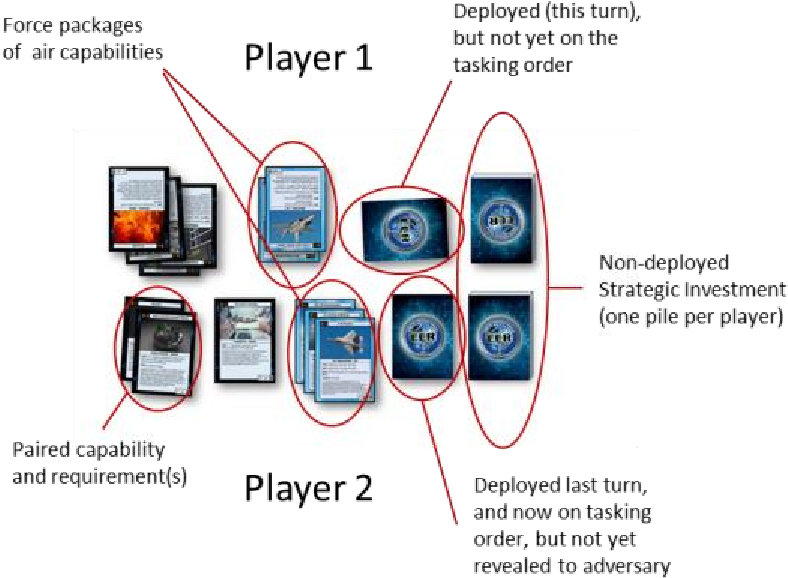 Force packages
of air capabilities
Player 1
Deployed (this turn),
but not yet on the
tasking order
Non-deployed
Strategic Investment
(one pile per player)
Paired capability
and requirement(s)
Player 2
Deployed last turn,
and now on tasking
order, but not yet
revealed to adversary